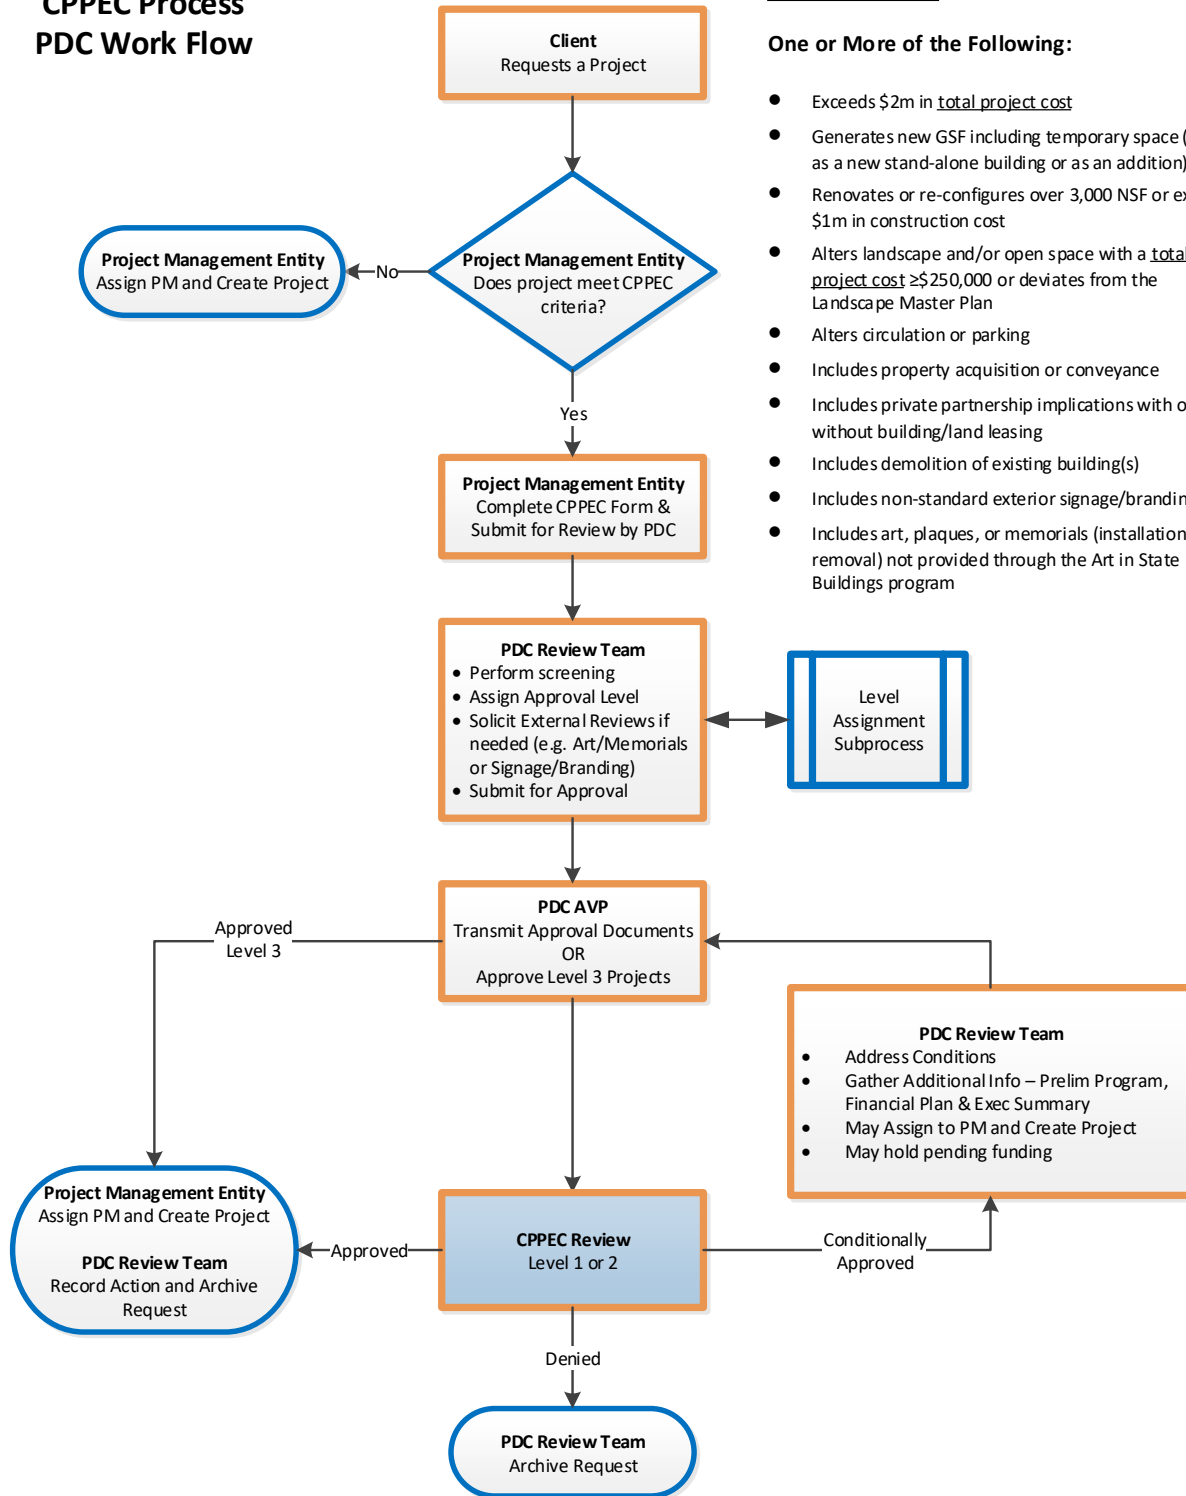 CPPEC Process
PDC Work Flow
Client
Requests a Project
One or More of the Following:
● Exceeds $2m in total project cost
● Generates new GSF including temporary space (
as a new stand-alone building or as an addition)
● Renovates or re-configures over 3,000 NSF or ex
$1m in construction cost
● Alters landscape and/or open space with a total
project cost ≥$250,000 or deviates from the
Landscape Master Plan
● Alters circulation or parking
● Includes property acquisition or conveyance
● Includes private partnership implications with o
without building/land leasing
● Includes demolition of existing building(s)
● Includes non-standard exterior signage/brandin
● Includes art, plaques, or memorials (installation
removal) not provided through the Art in State
Buildings program
Project Management Entity
Does project meet CPPEC
criteria?
No
Project Management Entity
Assign PM and Create Project
Yes
Project Management Entity
Complete CPPEC Form &
Submit for Review by PDC
PDC Review Team
• Perform screening
• Assign Approval Level
• Solicit External Reviews if
needed (e.g. Art/Memorials
or Signage/Branding)
• Submit for Approval
Level
Assignment
Subprocess
PDC AVP
Transmit Approval Documents
OR
Approve Level 3 Projects
Approved
Level 3
PDC Review Team
• Address Conditions
• Gather Additional Info – Prelim Program,
Financial Plan & Exec Summary
• May Assign to PM and Create Project
• May hold pending funding
Project Management Entity
Assign PM and Create Project
PDC Review Team
Record Action and Archive
Request
Approved
CPPEC Review
Level 1 or 2
Conditionally
Approved
Denied
PDC Review Team
Archive Request